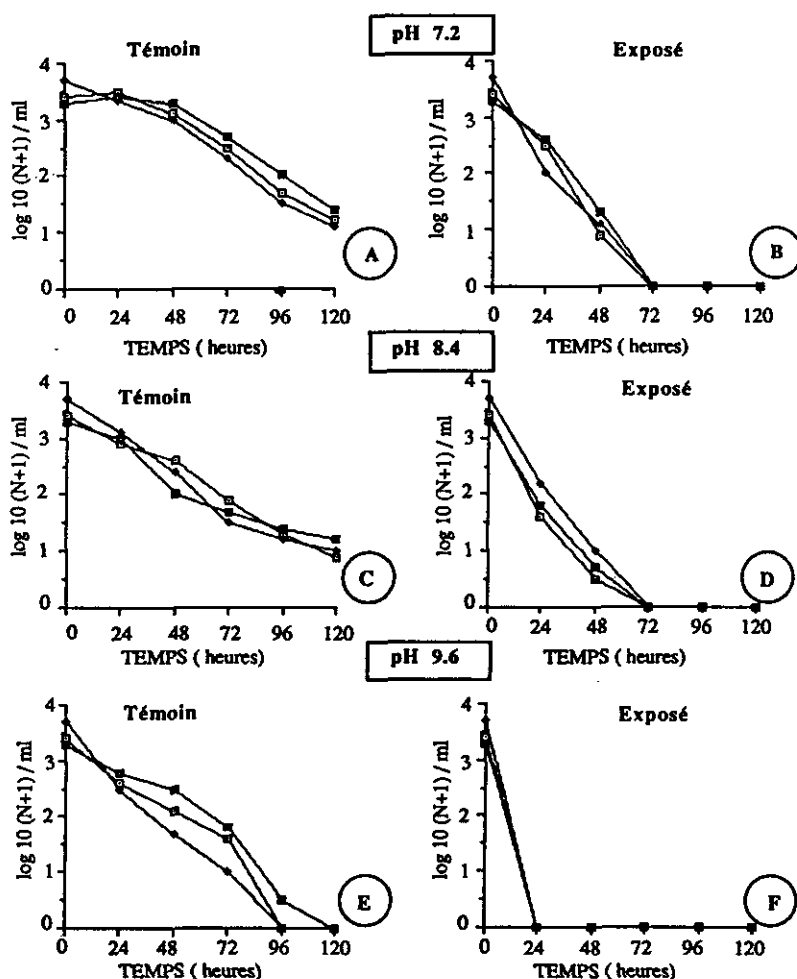 pH 7.2
Témoin
Exposé
log 10 (N+1) / ml
4
3
2
1
0
0 24 48 72 96 120
TEMPS ( heures)
A
log 10 (N+1) / ml
4
3
2
1
0
0 24 48 72 96 120
TEMPS ( heures)
B
pH 8.4
Témoin
Exposé
log 10 (N+1) / ml
4
3
2
1
0
0 24 48 72 96 120
TEMPS ( heures)
C
log 10 (N+1) / ml
4
3
2
1
0
0 24 48 72 96 120
TEMPS ( heures)
D
pH 9.6
Témoin
Exposé
log 10 (N+1) / ml
4
3
2
1
0
0 24 48 72 96 120
TEMPS ( heures)
E
log 10 (N+1) / ml
4
3
2
1
0
0 24 48 72 96 120
TEMPS ( heures)
F